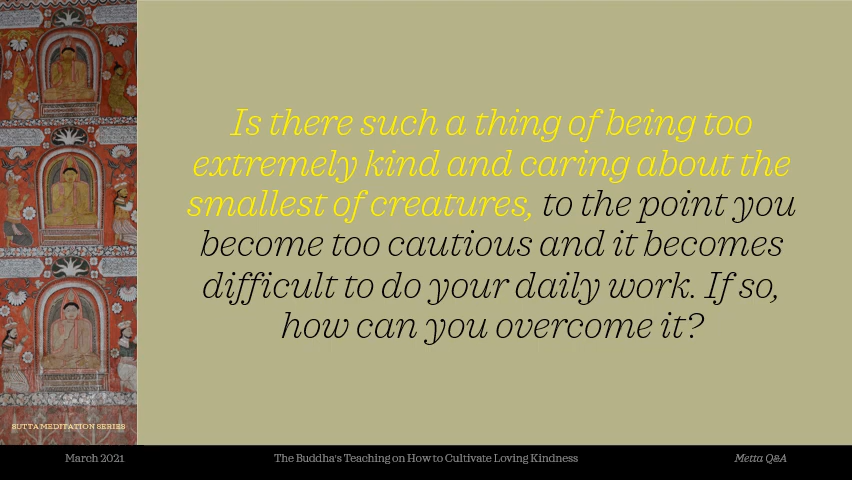 Is there such a thing of being too
extremely kind and caring about the
smallest of creatures, to the point you
become too cautious and it becomes
difficult to do your daily work. If so,
how can you overcome it?
SUTTA MEDITATION SERIES
March 2021
The Buddha's Teaching on How to Cultivate Loving Kindness
Metta Q&A